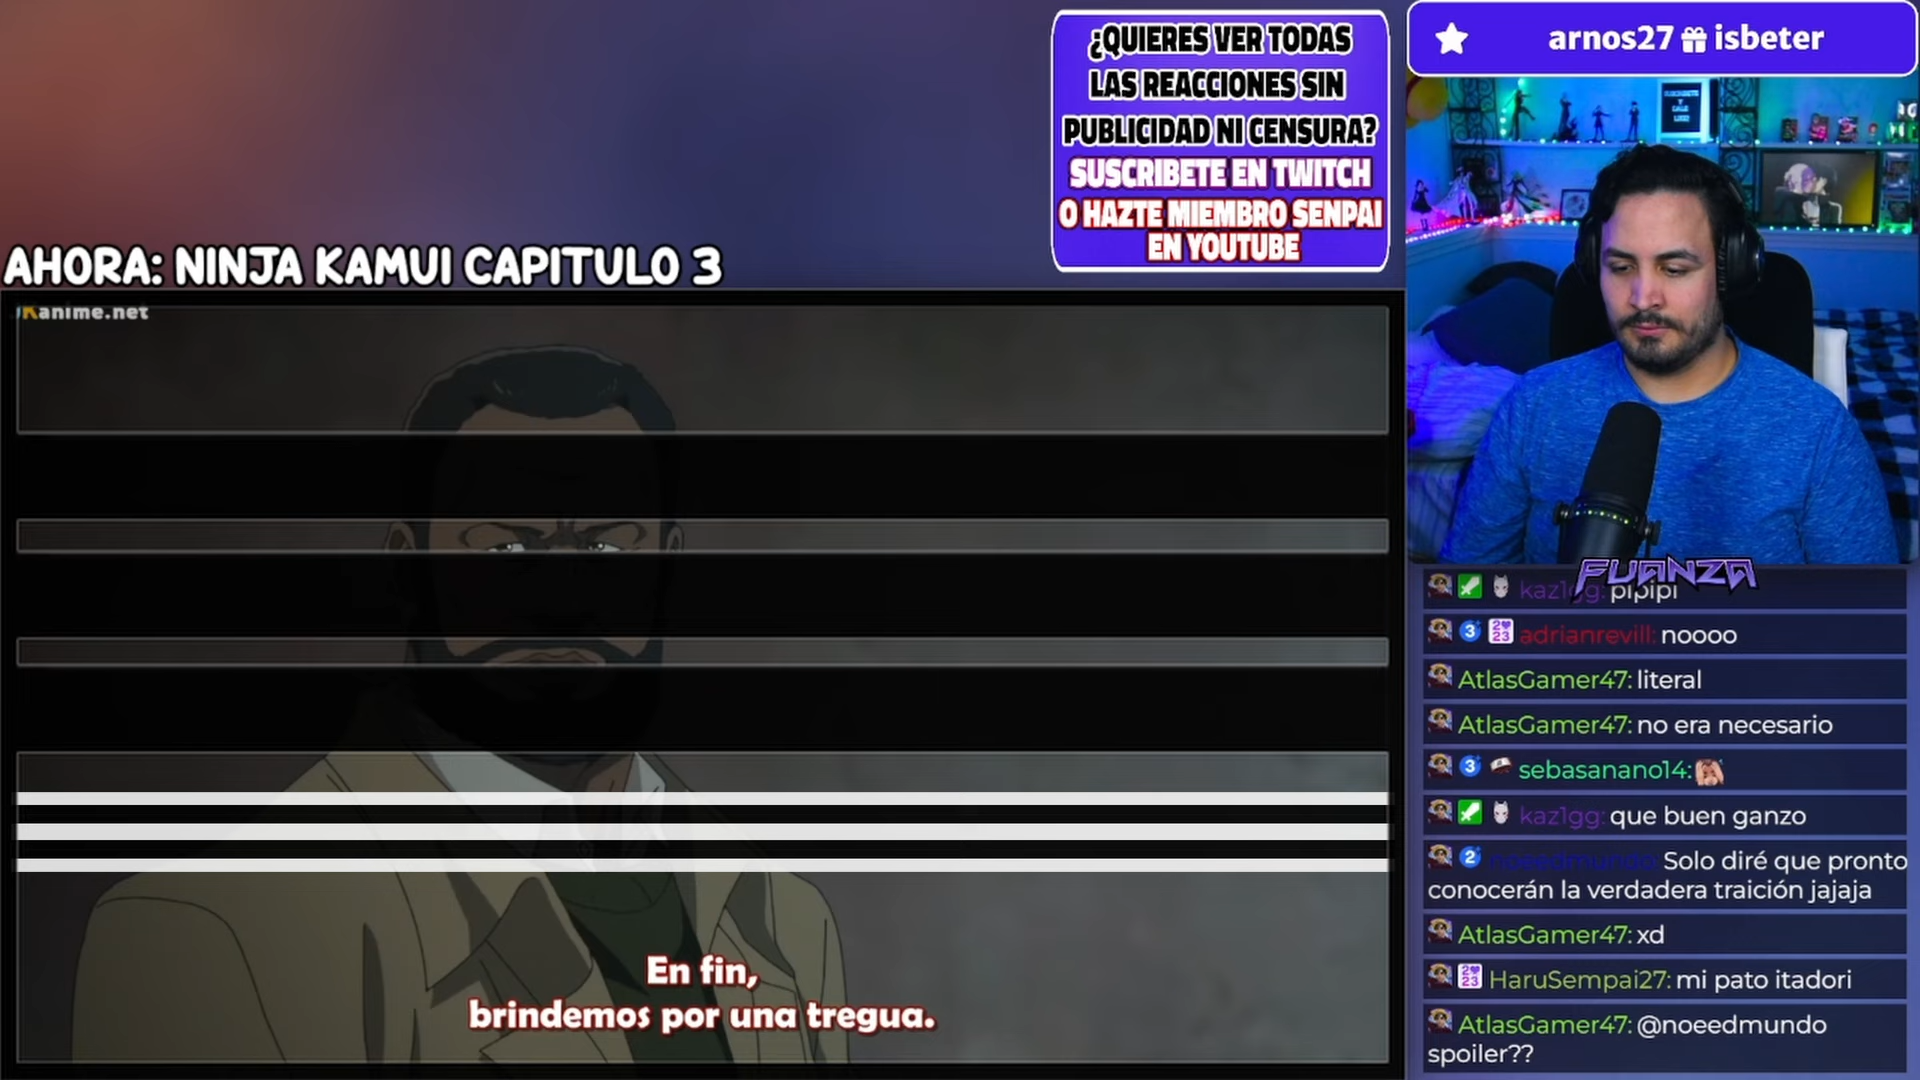 ¿QUIERES VER TODAS
LAS REACCIONES SIN
PUBLICIDAD NI CENSURA?
SUSCRIBETE EN TWITCH
O HAZTE MIEMBRO SENPAI
EN YOUTUBE
arnos27 isbeter
AHORA: NINJA KAMUI CAPITULO 3
JKanime.net
En fin,
brindemos por una tregua.
FUANZA
kaz1gg: pipipi
adrianrevill: noooo
AtlasGamer47: literal
AtlasGamer47: no era necesario
sebasanano14:
kaz1gg: que buen ganzo
noeedmundo: Solo diré que pronto
conocerán la verdadera traición jajaja
AtlasGamer47: xd
HaruSempai27: mi pato itadori
AtlasGamer47: @noeedmundo
spoiler??